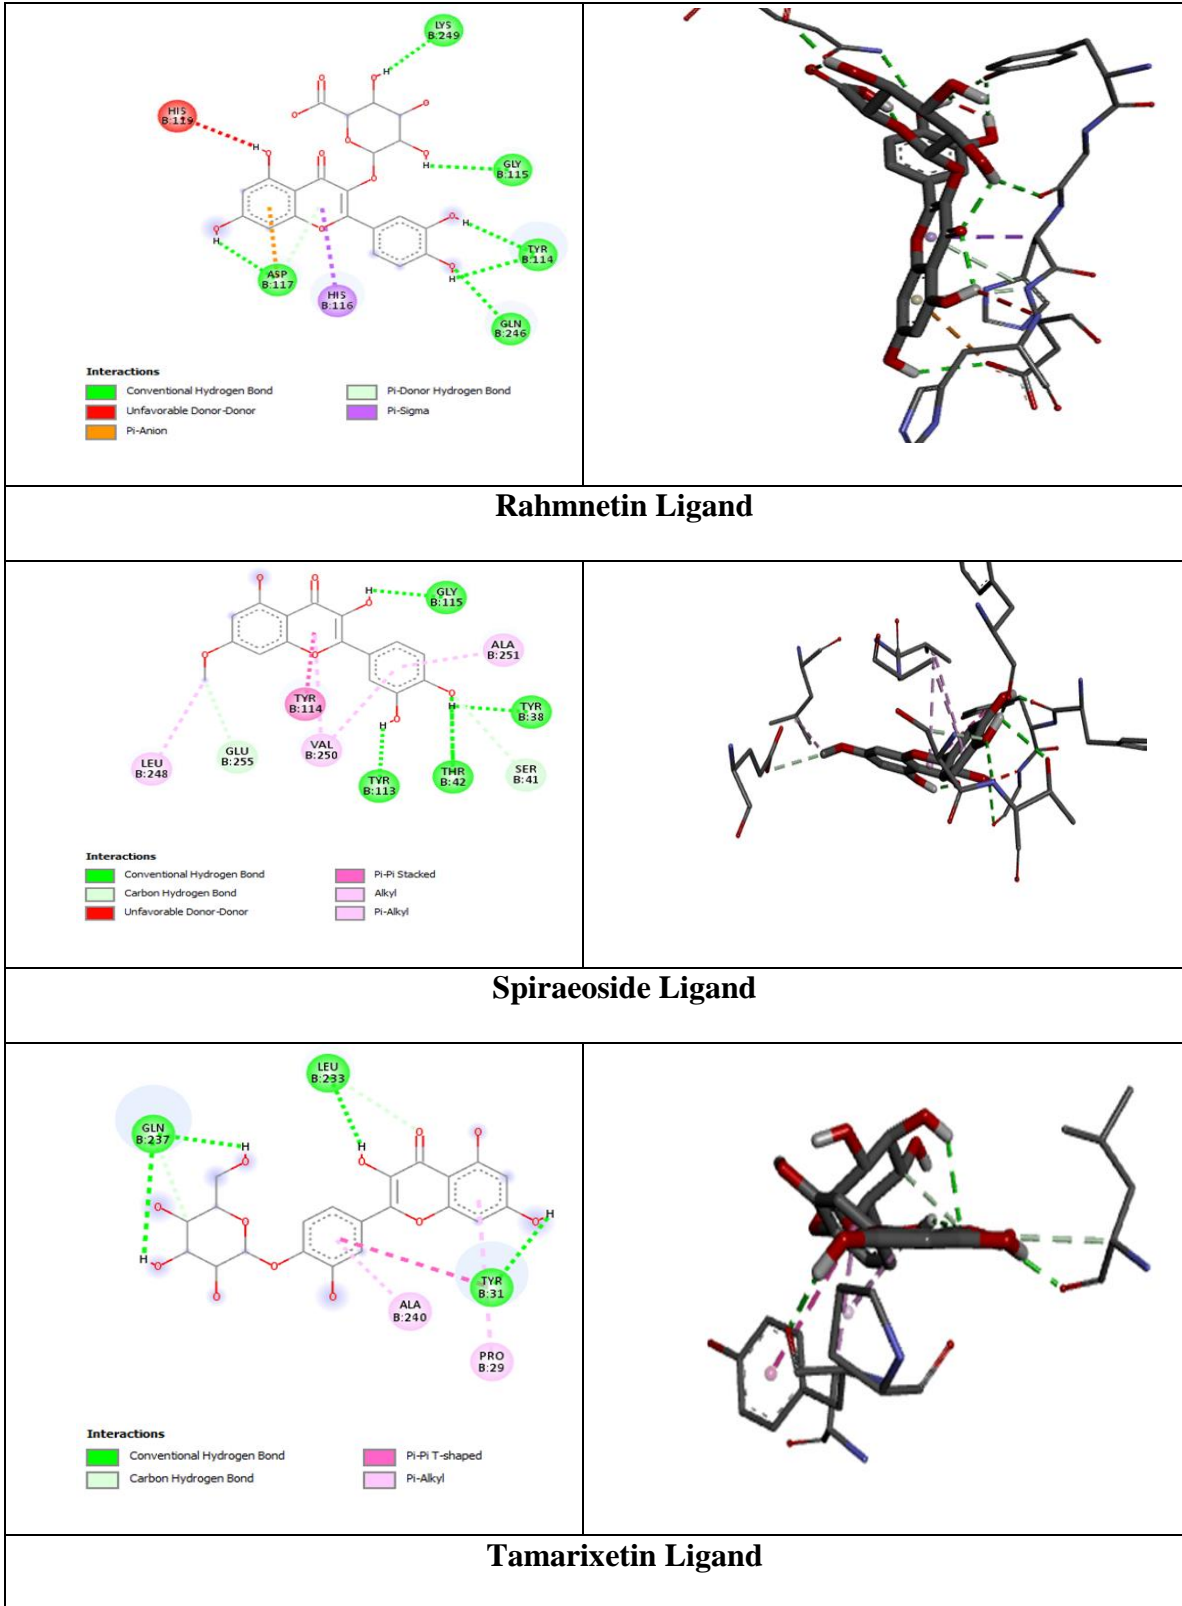 LYS
B:249
HIS
B:119
GLY
B:115
TYR
B:114
ASP
B:117
HIS
B:116
GLN
B:246
Interactions
Conventional Hydrogen Bond
Unfavorable Donor-Donor
Pi-Anion
Pi-Donor Hydrogen Bond
Pi-Sigma
Rahmnetin Ligand
GLY
B:115
ALA
B:251
TYR
B:114
TYR
B:38
LEU
B:248
GLU
B:255
VAL
B:250
TYR
B:113
THR
B:42
SER
B:41
Interactions
Conventional Hydrogen Bond
Carbon Hydrogen Bond
Unfavorable Donor-Donor
Pi-Pi Stacked
Alkyl
Pi-Alkyl
Spiraeoside Ligand
LEU
B:233
GLN
B:237
TYR
B:31
ALA
B:240
PRO
B:29
Interactions
Conventional Hydrogen Bond
Carbon Hydrogen Bond
Pi-Pi T-shaped
Pi-Alkyl
Tamarixetin Ligand